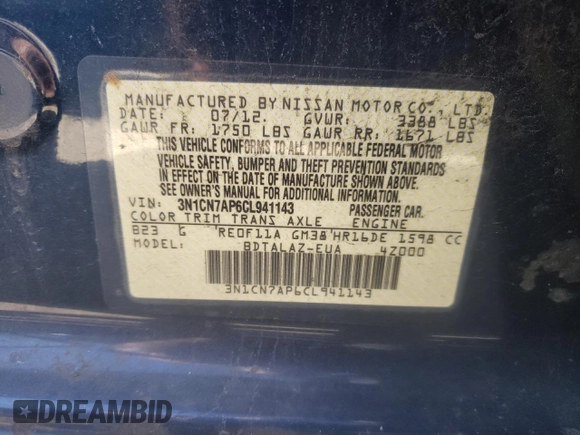 MANUFACTURED BY NISSAN MOTOR CO., LTD.
DATE: 07/12. GVWR: 3388 LBS
GAWR FR: 1750 LBS GAWR RR: 1671 LBS
THIS VEHICLE CONFORMS TO ALL APPLICABLE FEDERAL MOTOR
VEHICLE SAFETY, BUMPER AND THEFT PREVENTION STANDARDS
IN EFFECT ON THE DATE OF MANUFACTURE SHOWN ABOVE.
SEE OWNER'S MANUAL FOR ADDITIONAL INFORMATION.
VIN: 3N1CN7AP6CL941143 PASSENGER CAR.
COLOR TRIM TRANS AXLE ENGINE
B23 G RE0F11A GM38 HR16DE 1598 CC
MODEL: BDTALAZ-EUA 4Z000
3N1CN7AP6CL941143
DREAMBID